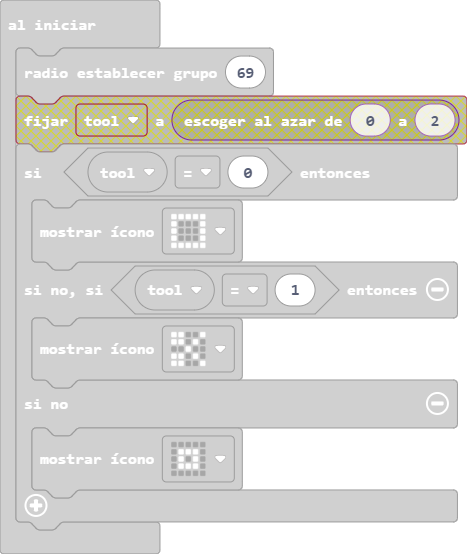 al iniciar
radio establecer grupo 69
fijar tool a escoger al azar de 0 a 2
si tool = 0 entonces
mostrar ícono
si no, si tool = 1 entonces
mostrar ícono
si no
mostrar ícono